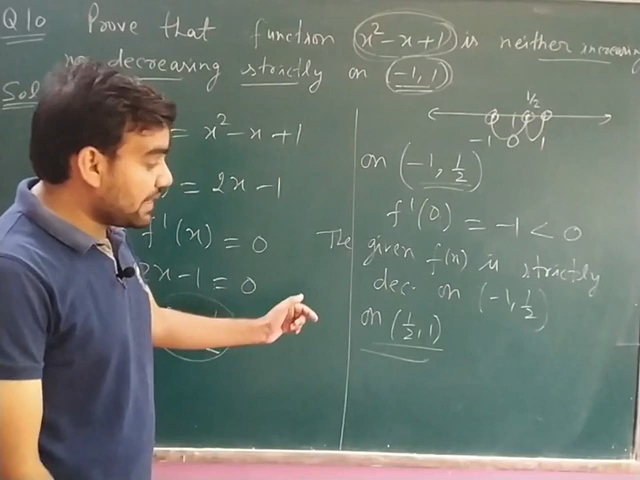 Q10 Prove that function x²-x+1 is neither increasing
no decreasing strictly on (-1, 1)
Sol
= x²-x+1
= 2x-1
f'(x) = 0
2x-1 = 0
1/2
-1 0 1
on (-1, 1/2)
f'(0) = -1 < 0
The given f(x) is strictly
dec. on (-1, 1/2)
on (1/2, 1)